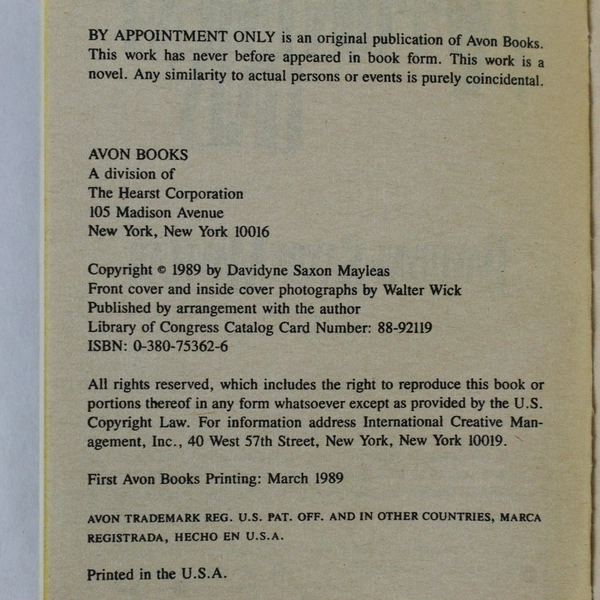 BY APPOINTMENT ONLY is an original publication of Avon Books.
This work has never before appeared in book form. This work is a
novel. Any similarity to actual persons or events is purely coincidental.
AVON BOOKS
A division of
The Hearst Corporation
105 Madison Avenue
New York, New York 10016
Copyright © 1989 by Davidyne Saxon Mayleas
Front cover and inside cover photographs by Walter Wick
Published by arrangement with the author
Library of Congress Catalog Card Number: 88-92119
ISBN: 0-380-75362-6
All rights reserved, which includes the right to reproduce this book or
portions thereof in any form whatsoever except as provided by the U.S.
Copyright Law. For information address International Creative Man-
agement, Inc., 40 West 57th Street, New York, New York 10019.
First Avon Books Printing: March 1989
AVON TRADEMARK REG. U.S. PAT. OFF. AND IN OTHER COUNTRIES, MARCA
REGISTRADA, HECHO EN U.S.A.
Printed in the U.S.A.